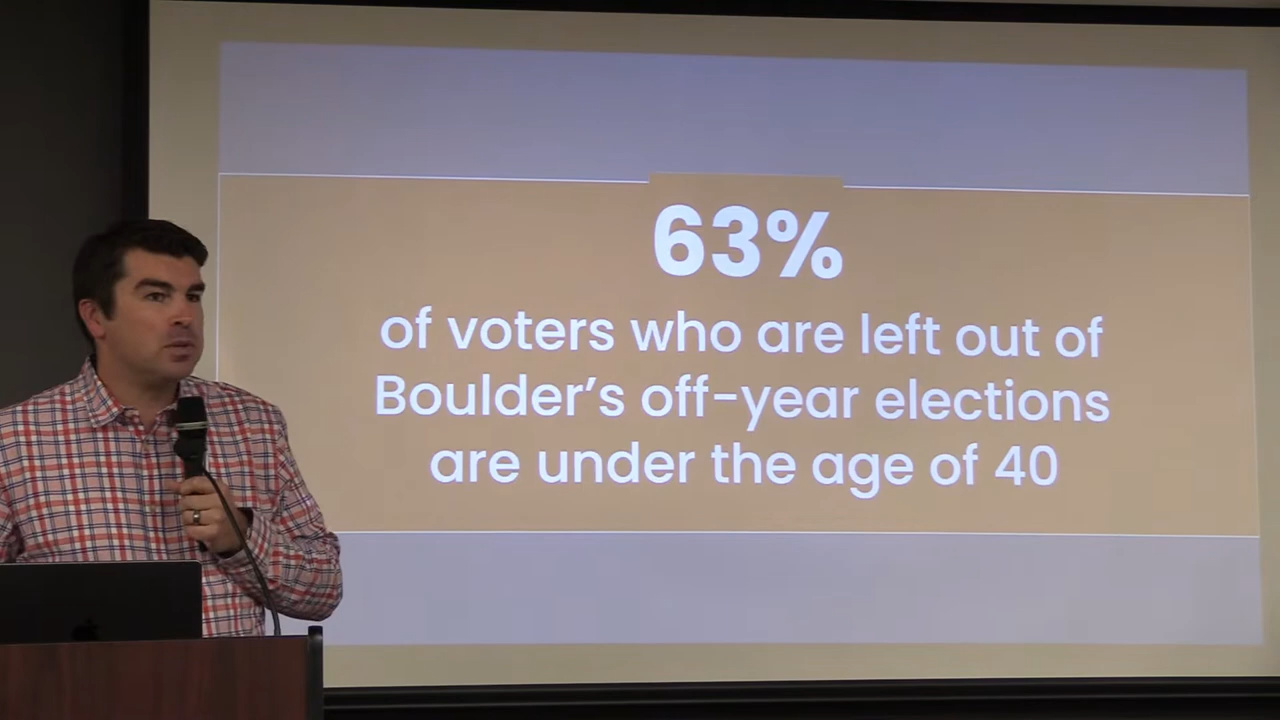 63%
of voters who are left out of
Boulder's off-year elections
are under the age of 40